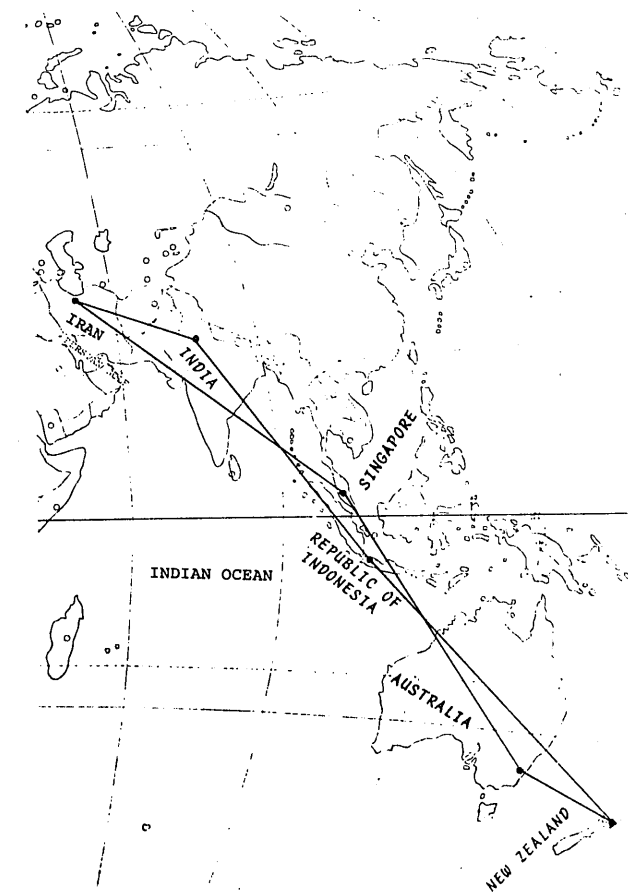 IRAN
INDIA
SINGAPORE
REPUBLIC OF
INDONESIA
INDIAN OCEAN
AUSTRALIA
NEW ZEALAND